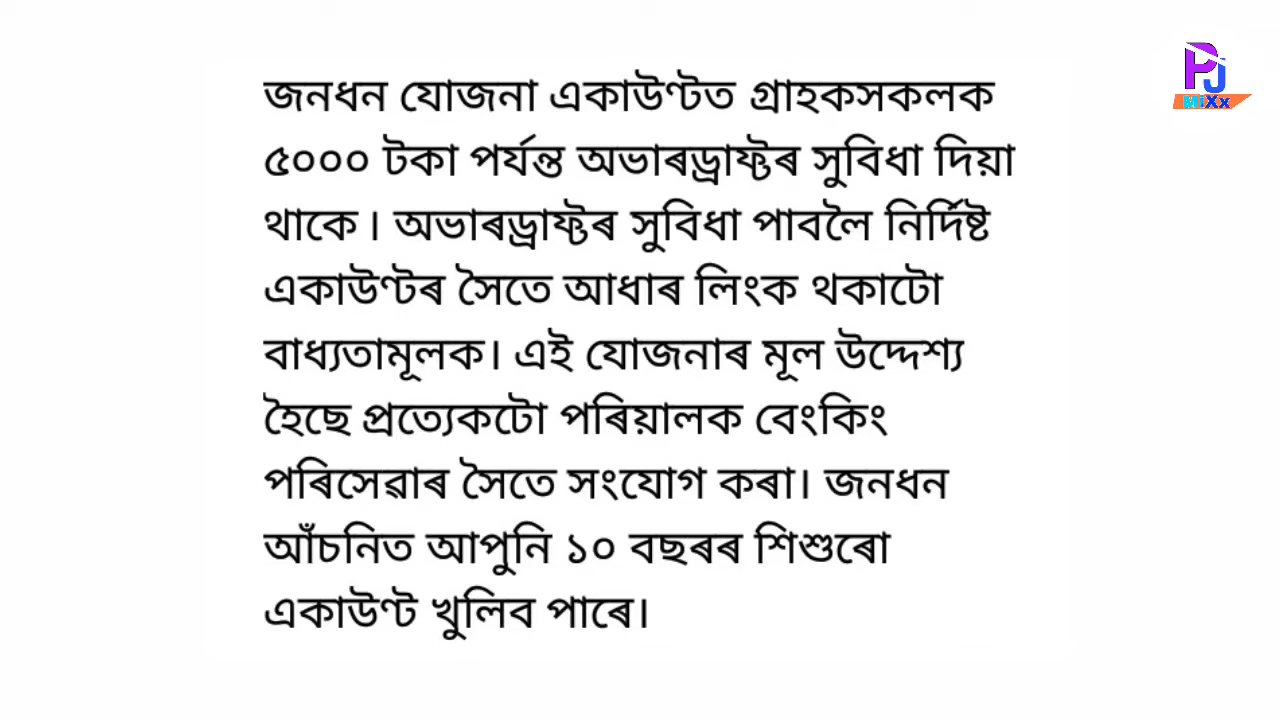 জনধন যোজনা একাউণ্টত গ্ৰাহকসকলক
৫০০০ টকা পৰ্যন্ত অভাৰড্ৰাফ্টৰ সুবিধা দিয়া
থাকে। অভাৰড্ৰাফ্টৰ সুবিধা পাবলৈ নিৰ্দিষ্ট
একাউণ্টৰ সৈতে আধাৰ লিংক থকাটো
বাধ্যতামূলক। এই যোজনাৰ মূল উদ্দেশ্য
হৈছে প্ৰত্যেকটো পৰিয়ালক বেংকিং
পৰিসেৱাৰ সৈতে সংযোগ কৰা। জনধন
আঁচনিত আপুনি ১০ বছৰৰ শিশুৰো
একাউণ্ট খুলিব পাৰে।
PJ
MiXx